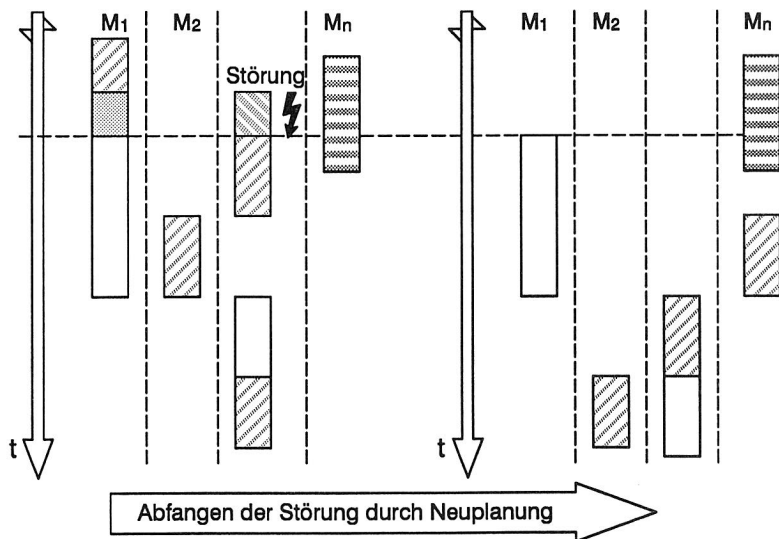 M1 M2 Mn M1 M2 Mn
Störung
t t
Abfangen der Störung durch Neuplanung